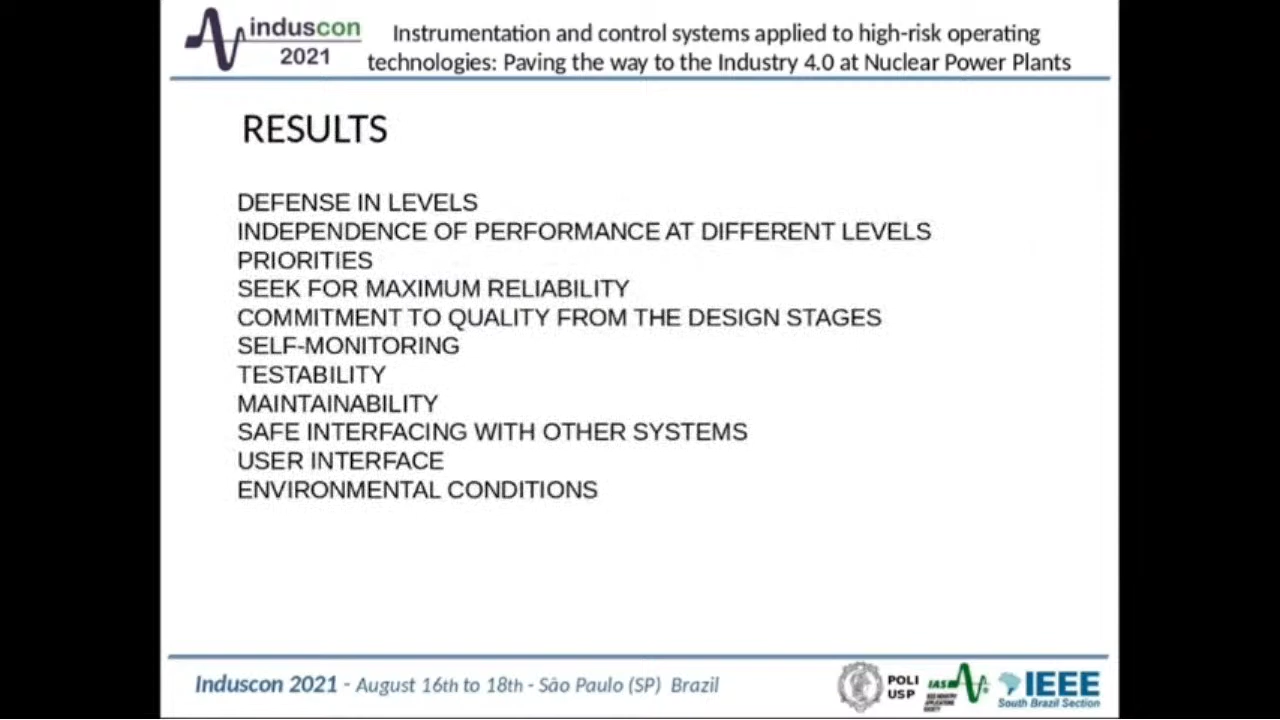 induscon
2021
Instrumentation and control systems applied to high-risk operating
technologies: Paving the way to the Industry 4.0 at Nuclear Power Plants
RESULTS
DEFENSE IN LEVELS
INDEPENDENCE OF PERFORMANCE AT DIFFERENT LEVELS
PRIORITIES
SEEK FOR MAXIMUM RELIABILITY
COMMITMENT TO QUALITY FROM THE DESIGN STAGES
SELF-MONITORING
TESTABILITY
MAINTAINABILITY
SAFE INTERFACING WITH OTHER SYSTEMS
USER INTERFACE
ENVIRONMENTAL CONDITIONS
Induscon 2021 - August 16th to 18th - São Paulo (SP) Brazil
POLI
USP
IAS
IEEE
South Brazil Section